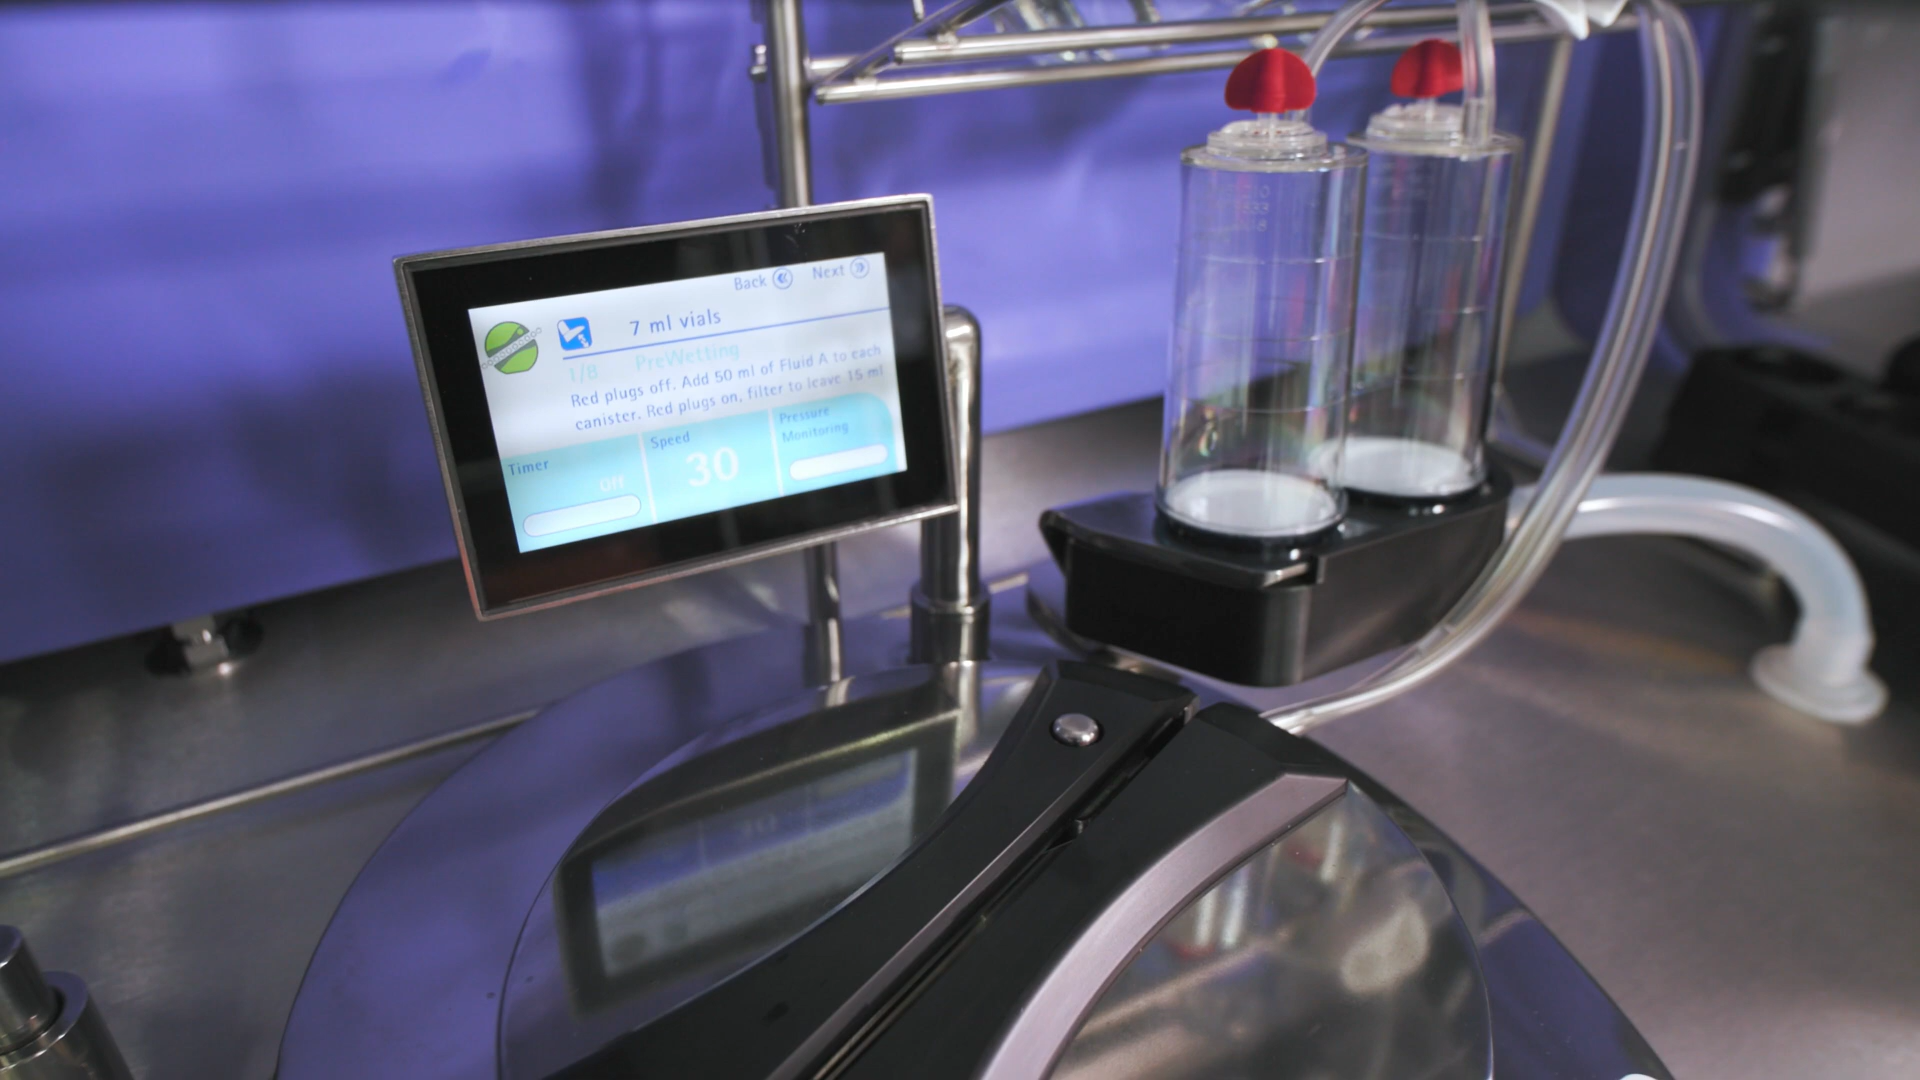 Back Next
7 ml vials
1/8 PreWetting
Red plugs off. Add 50 ml of Fluid A to each
canister. Red plugs on, filter to leave 15 ml
Timer
Off
Speed
30
Pressure
Monitoring